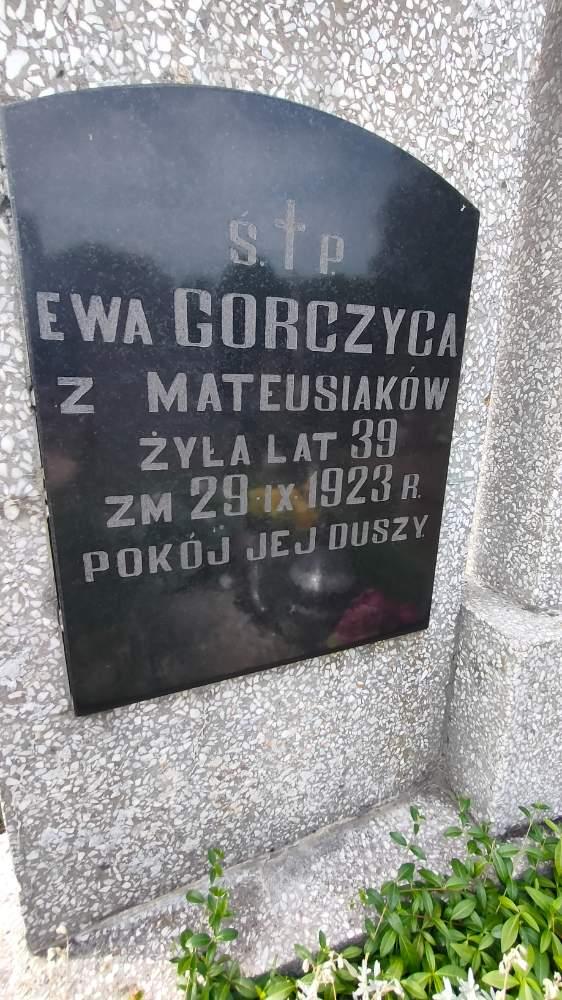 Ś. † P.
EWA GORCZYCA
Z MATEUSIAKÓW
ŻYŁA LAT 39
ZM 29·IX·1923 R.
POKÓJ JEJ DUSZY.